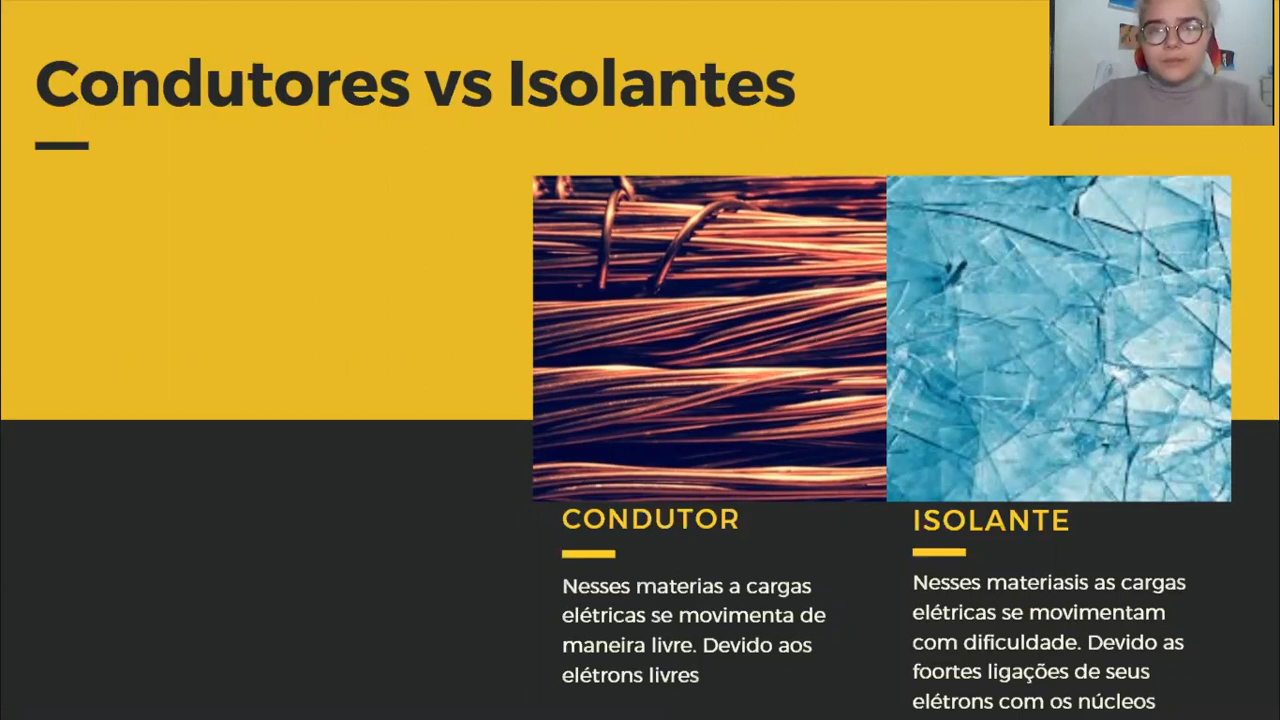 Condutores vs Isolantes
CONDUTOR
Nesses materias a cargas
elétricas se movimenta de
maneira livre. Devido aos
elétrons livres
ISOLANTE
Nesses materiasis as cargas
elétricas se movimentam
com dificuldade. Devido as
foortes ligações de seus
elétrons com os núcleos